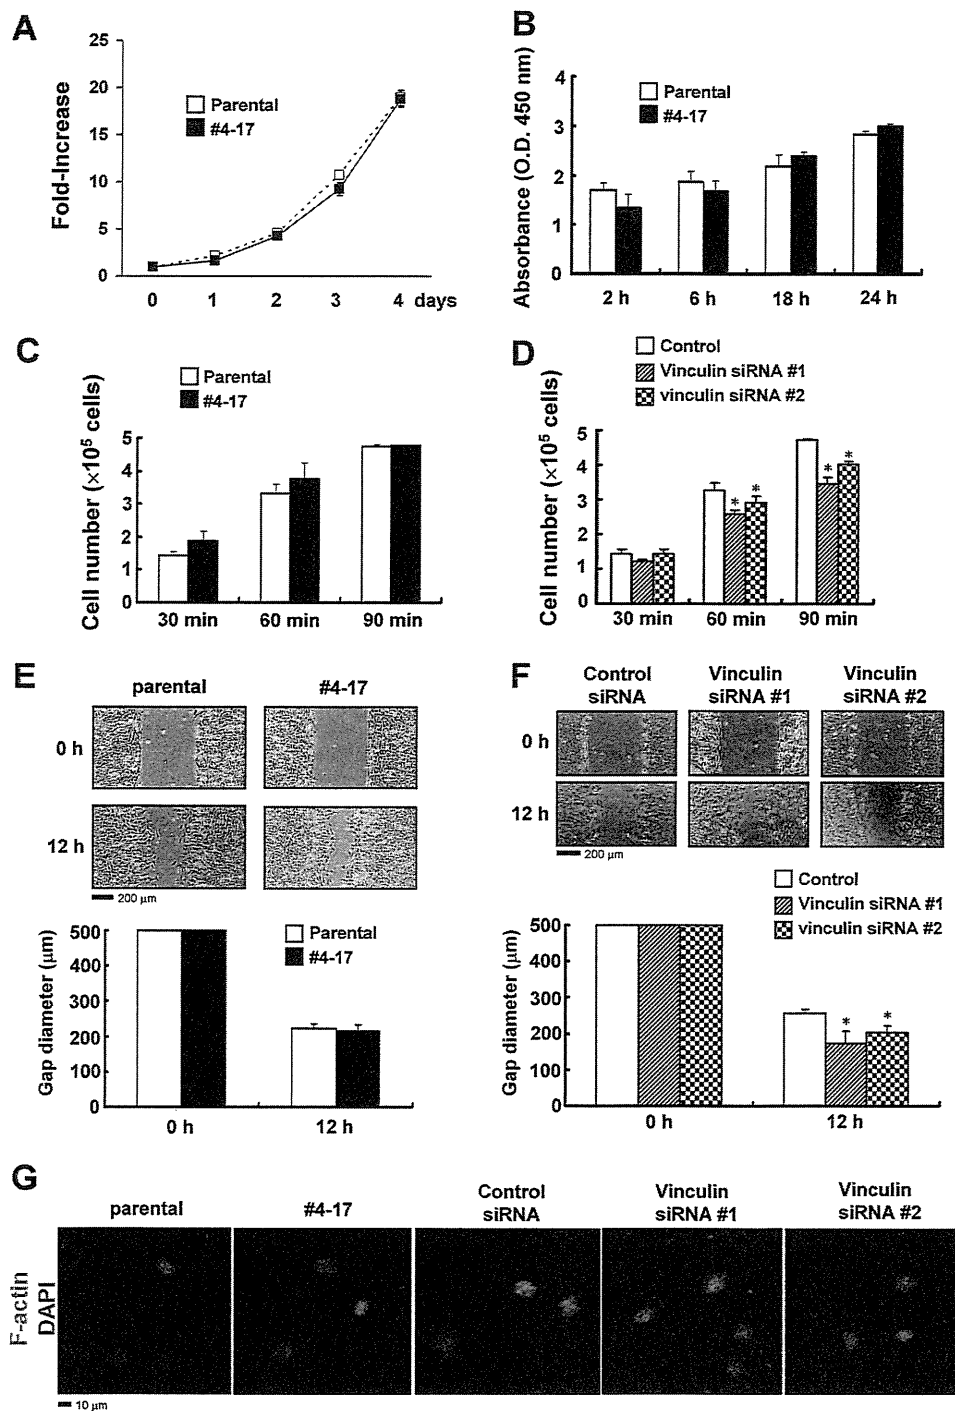 A
25
20
15
10
5
0
Fold-Increase
Parental
#4-17
0 1 2 3 4 days
B
4
3
2
1
0
Absorbance (O.D. 450 nm)
Parental
#4-17
2 h 6 h 18 h 24 h
C
Parental
#4-17
5
4
3
2
1
0
Cell number (×10⁵ cells)
30 min 60 min 90 min
D
Control
Vinculin siRNA #1
vinculin siRNA #2
5
4
3
2
1
0
Cell number (×10⁵ cells)
* * * *
30 min 60 min 90 min
E
parental #4-17
0 h
12 h
200 µm
Parental
#4-17
500
400
300
200
100
0
Gap diameter (µm)
0 h 12 h
F
Control siRNA
Vinculin siRNA #1
Vinculin siRNA #2
0 h
12 h
200 µm
Control
Vinculin siRNA #1
vinculin siRNA #2
500
400
300
200
100
0
Gap diameter (µm)
* *
0 h 12 h
G
parental
#4-17
Control siRNA
Vinculin siRNA #1
Vinculin siRNA #2
F-actin
DAPI
10 µm